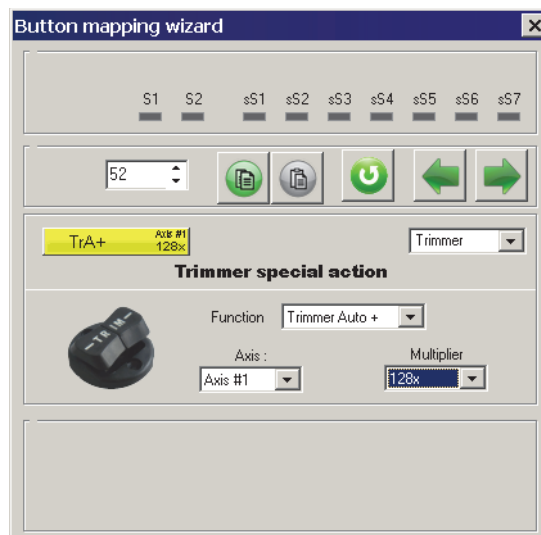 Button mapping wizard
S1 S2 sS1 sS2 sS3 sS4 sS5 sS6 sS7
52
TrA+ Axis #1 128x Trimmer
Trimmer special action
TRIM
Function Trimmer Auto +
Axis : Multiplier
Axis #1 128x